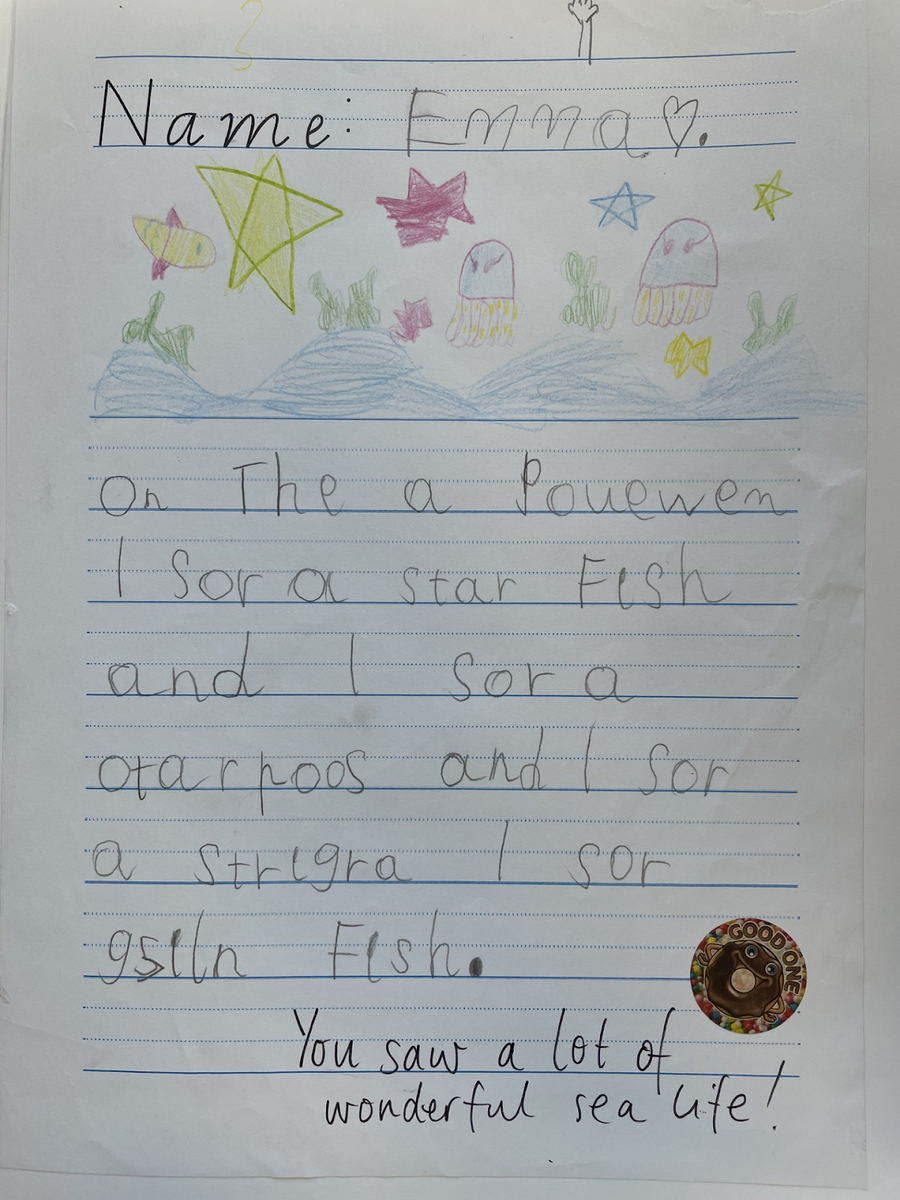 Name: Emma♡.
On The a Pouewen
I Sor a star Fish
and I sor a
otarpoos and I sor
a strigra I sor
gsiln Fish.
GOOD ONE
You saw a lot of
wonderful sea life!